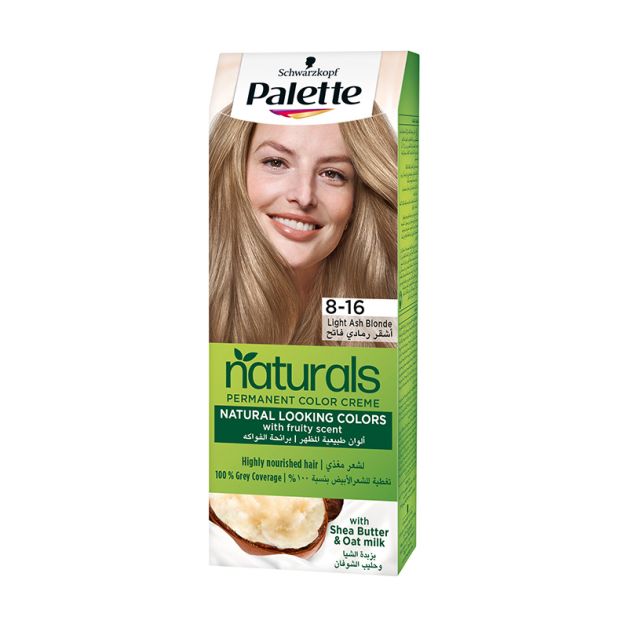 Schwarzkopf
Palette
8-16
Light Ash Blonde
أشقر رمادي فاتح
naturals
PERMANENT COLOR CREME
NATURAL LOOKING COLORS
with fruity scent
ألوان طبيعية المظهر | برائحة الفواكه
Highly nourished hair | لشعر مغذي
100 % Grey Coverage | تغطية للشعر الأبيض بنسبة ١٠٠ %
with
Shea Butter
& Oat milk
بزبدة الشيا
وحليب الشوفان